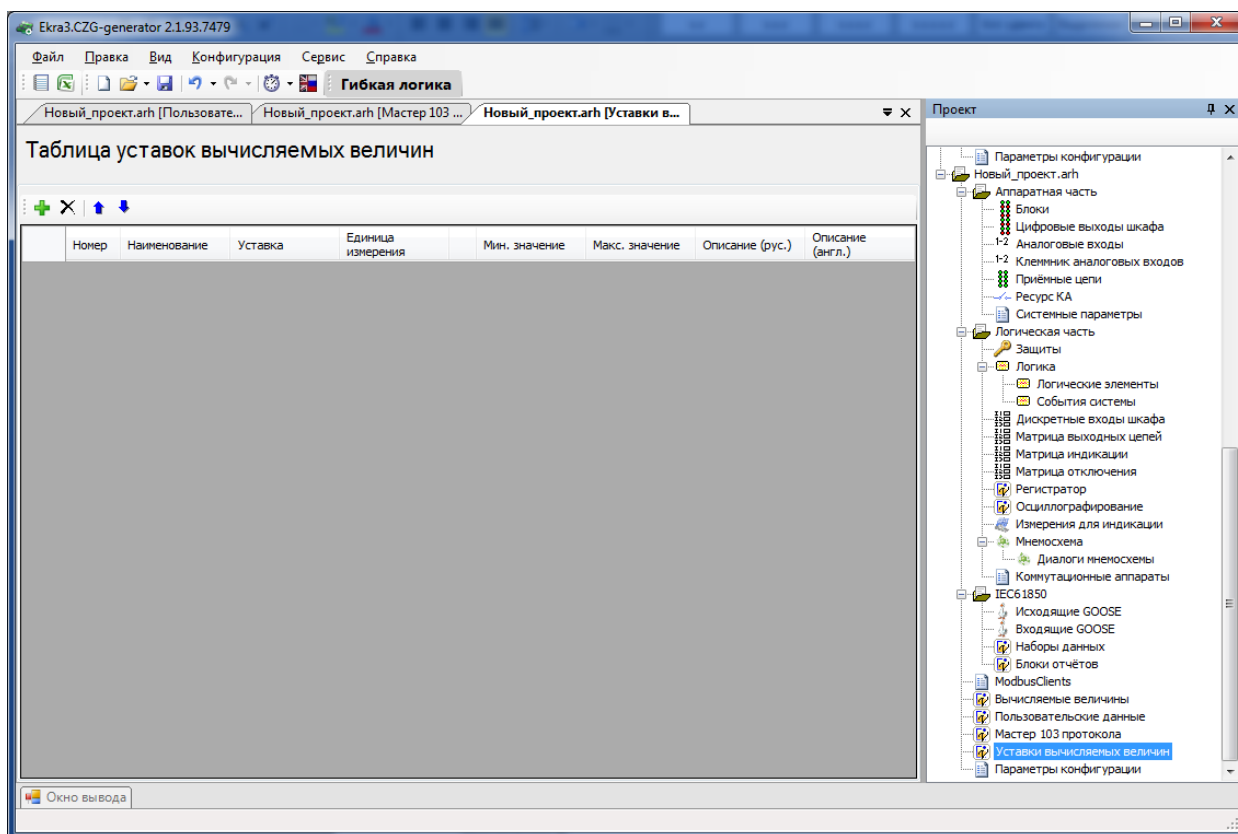 Ekra3.CZG-generator 2.1.93.7479
Файл Правка Вид Конфигурация Сервис Справка
Гибкая логика
Новый_проект.arh [Пользовате... Новый_проект.arh [Мастер 103 ... Новый_проект.arh [Уставки в...
Таблица уставок вычисляемых величин
Номер Наименование Уставка Единица измерения Мин. значение Макс. значение Описание (рус.) Описание (англ.)
Окно вывода
Проект
Параметры конфигурации
Новый_проект.arh
Аппаратная часть
Блоки
Цифровые выходы шкафа
1-2 Аналоговые входы
1-2 Клеммник аналоговых входов
Приёмные цепи
Ресурс КА
Системные параметры
Логическая часть
Защиты
Логика
Логические элементы
События системы
Дискретные входы шкафа
Матрица выходных цепей
Матрица индикации
Матрица отключения
Регистратор
Осциллографирование
Измерения для индикации
Мнемосхема
Диалоги мнемосхемы
Коммутационные аппараты
IEC61850
Исходящие GOOSE
Входящие GOOSE
Наборы данных
Блоки отчётов
ModbusClients
Вычисляемые величины
Пользовательские данные
Мастер 103 протокола
Уставки вычисляемых величин
Параметры конфигурации